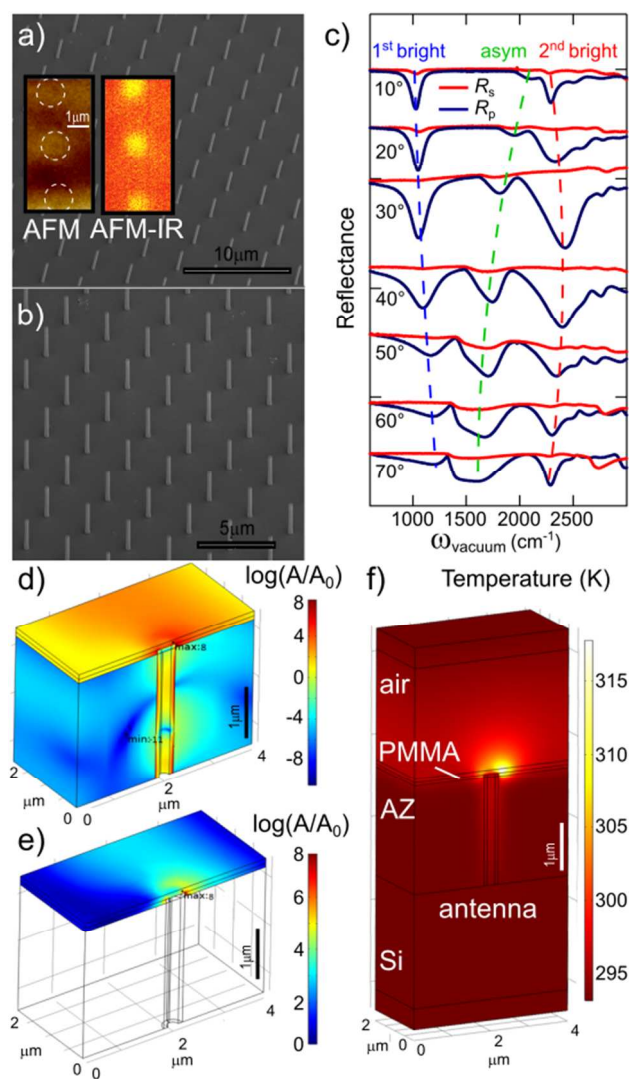 a)
1μm
AFM
AFM-IR
10μm
b)
5μm
c)
1st bright
asym
2nd bright
Rs
Rp
10°
20°
30°
40°
50°
60°
70°
Reflectance
1000
1500
2000
2500
ωvacuum (cm-1)
d)
log(A/A0)
max:8
min:-11
8
4
0
-4
-8
1μm
2
μm
0
0
2
μm
4
e)
log(A/A0)
max:8
8
6
4
2
0
1μm
2
μm
0
0
2
μm
4
f)
Temperature (K)
air
PMMA
AZ
antenna
Si
1μm
315
310
305
300
295
2
μm
0
0
2
μm
4